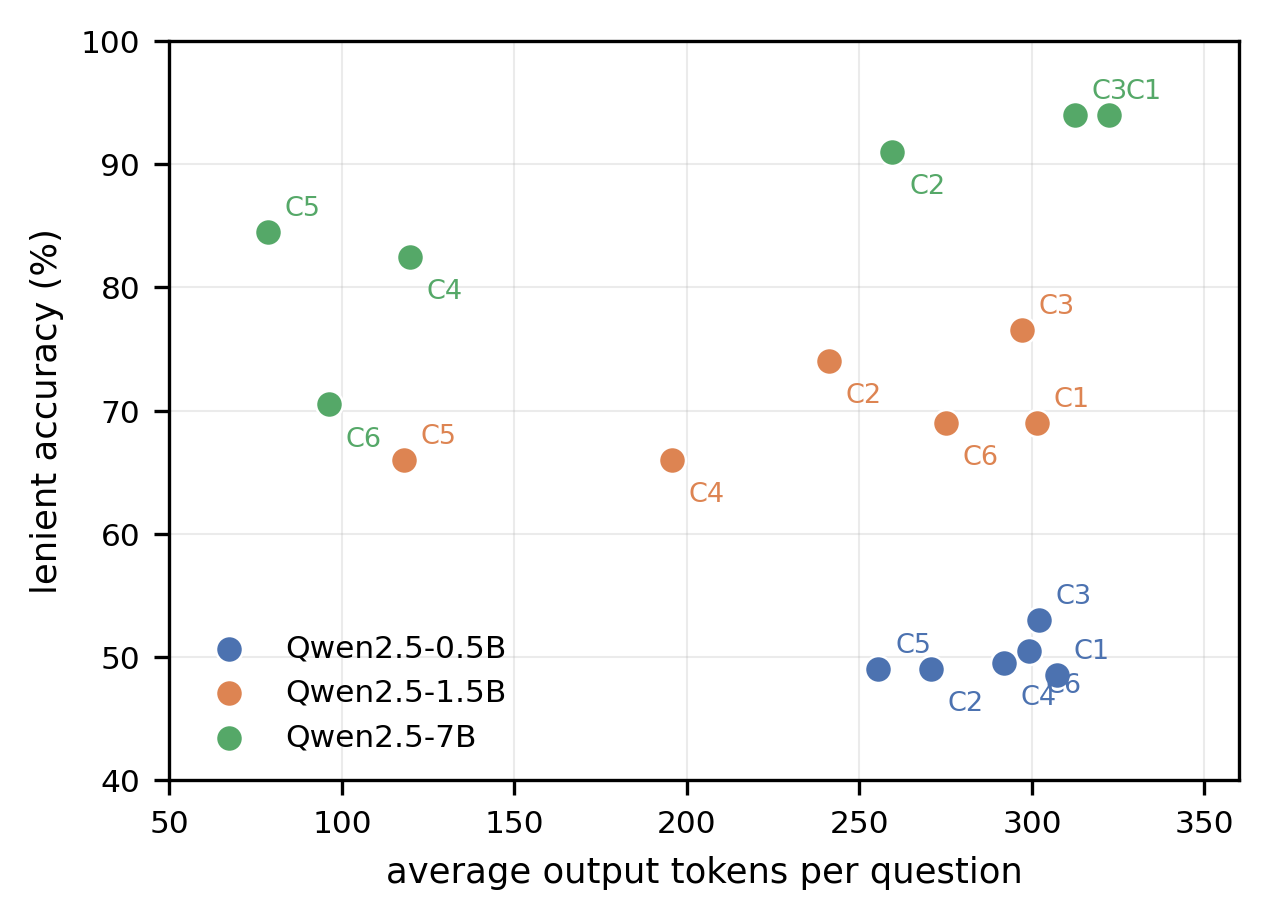 100
C3C1
90
C2
C5
C4
80
C3
C2
C1
70
C6
C5
C6
C4
60
C3
50
C5
C1
C6
C4
C2
40
lenient accuracy (%)
Qwen2.5-0.5B
Qwen2.5-1.5B
Qwen2.5-7B
50 100 150 200 250 300 350
average output tokens per question